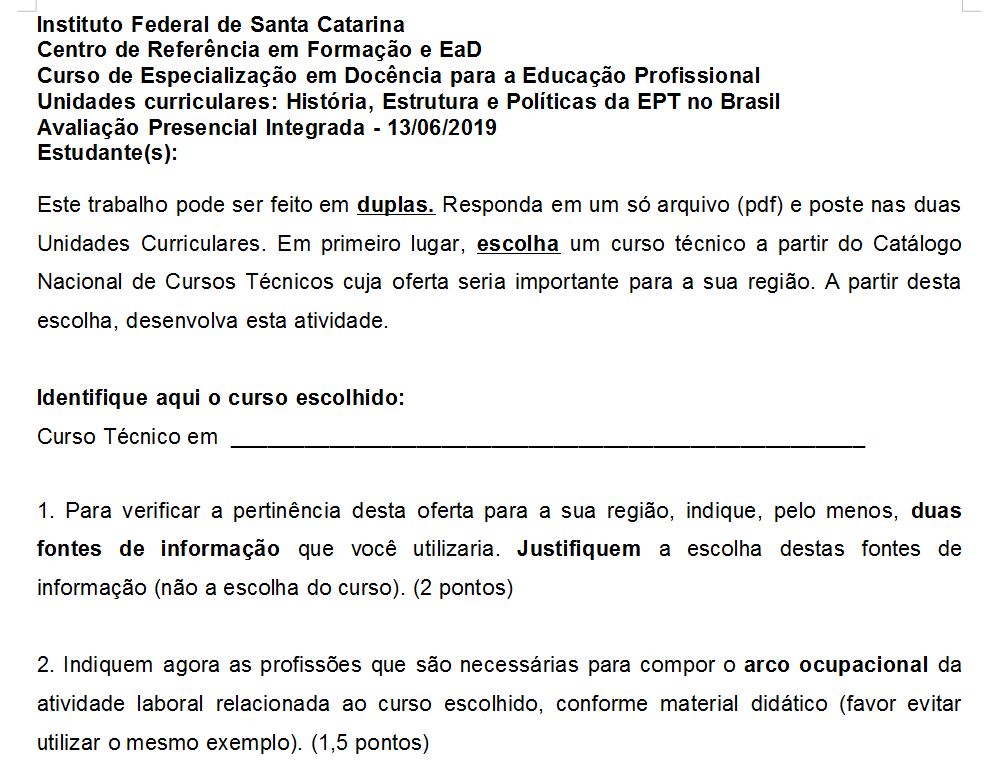 Instituto Federal de Santa Catarina
Centro de Referência em Formação e EaD
Curso de Especialização em Docência para a Educação Profissional
Unidades curriculares: História, Estrutura e Políticas da EPT no Brasil
Avaliação Presencial Integrada - 13/06/2019
Estudante(s):
Este trabalho pode ser feito em duplas. Responda em um só arquivo (pdf) e poste nas duas
Unidades Curriculares. Em primeiro lugar, escolha um curso técnico a partir do Catálogo
Nacional de Cursos Técnicos cuja oferta seria importante para a sua região. A partir desta
escolha, desenvolva esta atividade.
Identifique aqui o curso escolhido:
Curso Técnico em ____________________________________________________
1. Para verificar a pertinência desta oferta para a sua região, indique, pelo menos, duas
fontes de informação que você utilizaria. Justifiquem a escolha destas fontes de
informação (não a escolha do curso). (2 pontos)
2. Indiquem agora as profissões que são necessárias para compor o arco ocupacional da
atividade laboral relacionada ao curso escolhido, conforme material didático (favor evitar
utilizar o mesmo exemplo). (1,5 pontos)